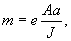 m = e Aa/J ,